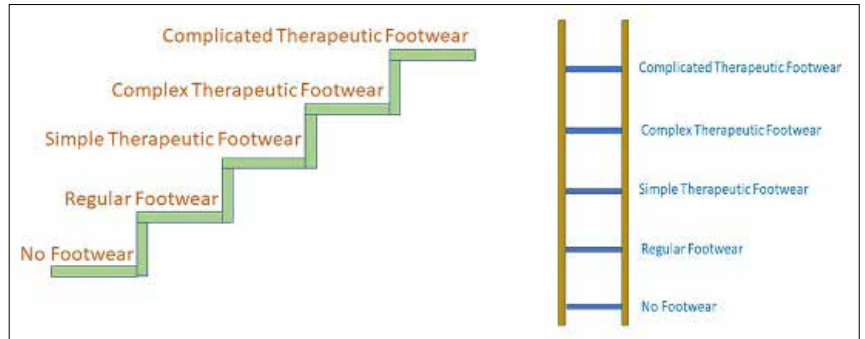 Complicated Therapeutic Footwear
Complex Therapeutic Footwear
Simple Therapeutic Footwear
Regular Footwear
No Footwear
Complicated Therapeutic Footwear
Complex Therapeutic Footwear
Simple Therapeutic Footwear
Regular Footwear
No Footwear